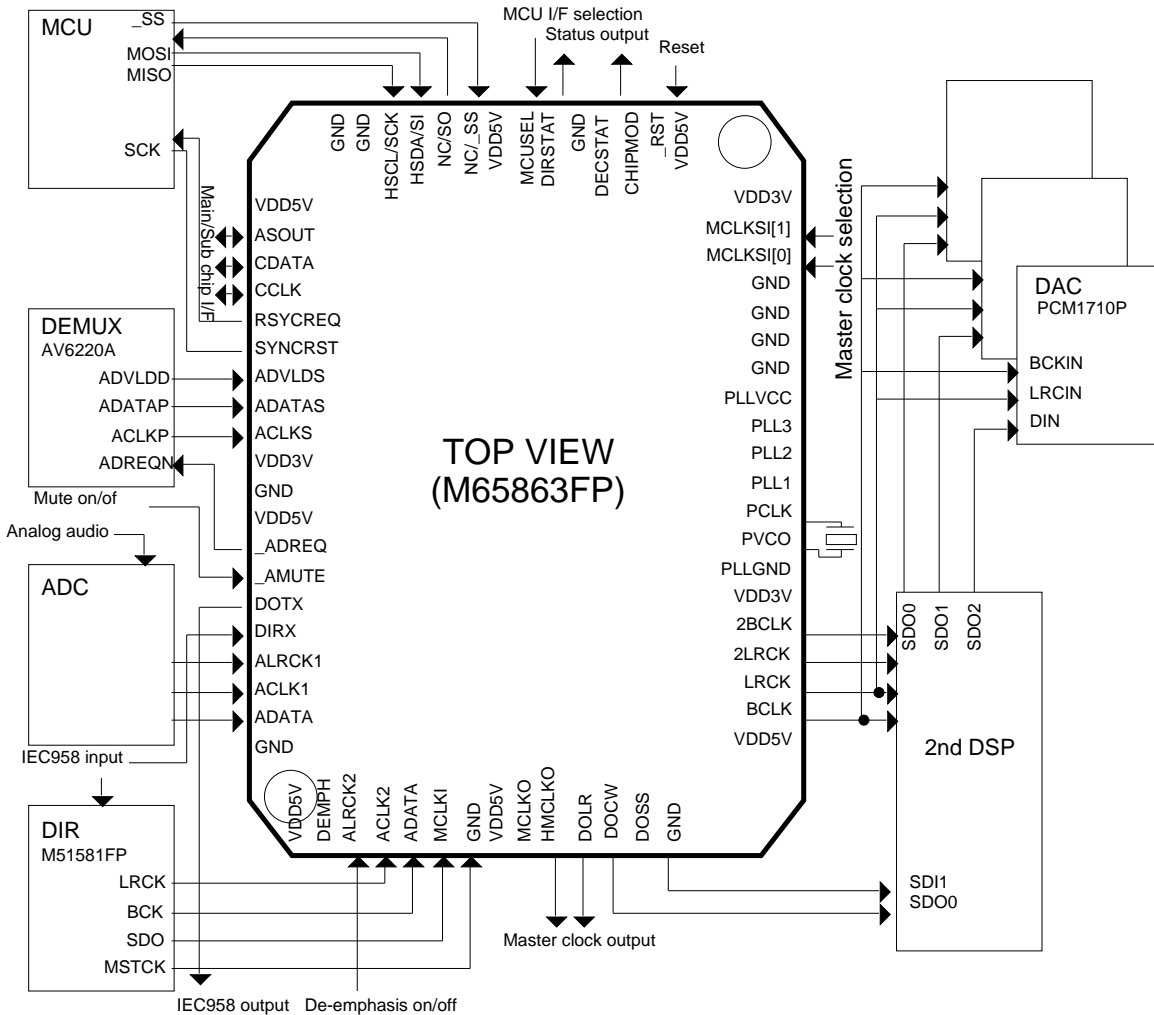 MCU
_SS
MOSI
MISO
SCK
MCU I/F selection
Status output
Reset
GND
GND
HSCL/SCK
HSDA/SI
NC/SO
NC/_SS
VDD5V
MCUSEL
DIRSTAT
GND
DECSTAT
CHIPMOD
_RST
VDD5V
Main/Sub chip I/F
VDD5V
ASOUT
CDATA
CCLK
RSYCREQ
SYNCRST
ADVLDS
ADATAS
ACLKS
VDD3V
GND
VDD5V
_ADREQ
_AMUTE
DOTX
DIRX
ALRCK1
ACLK1
ADATA
GND
DEMUX
AV6220A
ADVLDD
ADATAP
ACLKP
ADREQN
Mute on/of
Analog audio
ADC
IEC958 input
DIR
M51581FP
LRCK
BCK
SDO
MSTCK
IEC958 output
De-emphasis on/off
TOP VIEW
(M65863FP)
VDD5V
DEMPH
ALRCK2
ACLK2
ADATA
MCLKI
GND
VDD5V
MCLKO
HMCLKO
DOLR
DOCW
DOSS
GND
Master clock output
VDD3V
MCLKSI[1]
MCLKSI[0]
GND
GND
GND
GND
PLLVCC
PLL3
PLL2
PLL1
PCLK
PVCO
PLLGND
VDD3V
2BCLK
2LRCK
LRCK
BCLK
VDD5V
Master clock selection
DAC
PCM1710P
BCKIN
LRCIN
DIN
SDO0
SDO1
SDO2
2nd DSP
SDI1
SDO0